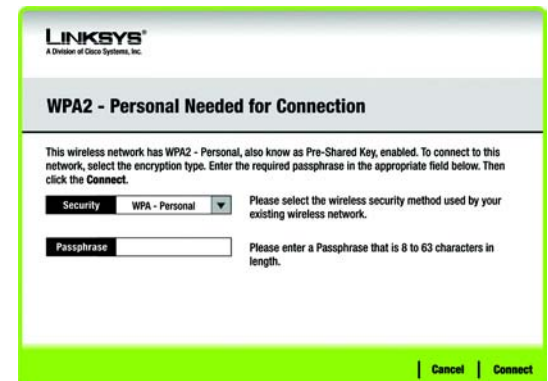 LINKSYS®
A Division of Cisco Systems, Inc.
WPA2 - Personal Needed for Connection
This wireless network has WPA2 - Personal, also know as Pre-Shared Key, enabled. To connect to this
network, select the encryption type. Enter the required passphrase in the appropriate field below. Then
click the Connect.
Security WPA - Personal
Please select the wireless security method used by your
existing wireless network.
Passphrase
Please enter a Passphrase that is 8 to 63 characters in
length.
Cancel Connect